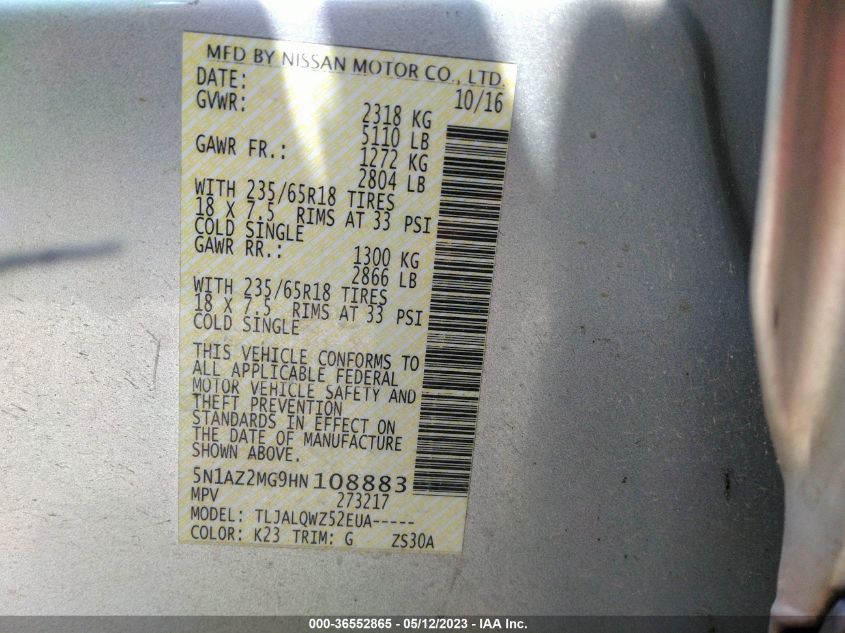 MFD BY NISSAN MOTOR CO., LTD.
DATE: 10/16
GVWR: 2318 KG
5110 LB
GAWR FR.: 1272 KG
2804 LB
WITH 235/65R18 TIRES
18 X 7.5 RIMS AT 33 PSI
COLD SINGLE
GAWR RR.: 1300 KG
2866 LB
WITH 235/65R18 TIRES
18 X 7.5 RIMS AT 33 PSI
COLD SINGLE
THIS VEHICLE CONFORMS TO
ALL APPLICABLE FEDERAL
MOTOR VEHICLE SAFETY AND
THEFT PREVENTION
STANDARDS IN EFFECT ON
THE DATE OF MANUFACTURE
SHOWN ABOVE.
5N1AZ2MG9HN108883
MPV 273217
MODEL: TLJALQWZ52EUA-----
COLOR: K23 TRIM: G ZS30A
000-36552865 - 05/12/2023 - IAA Inc.